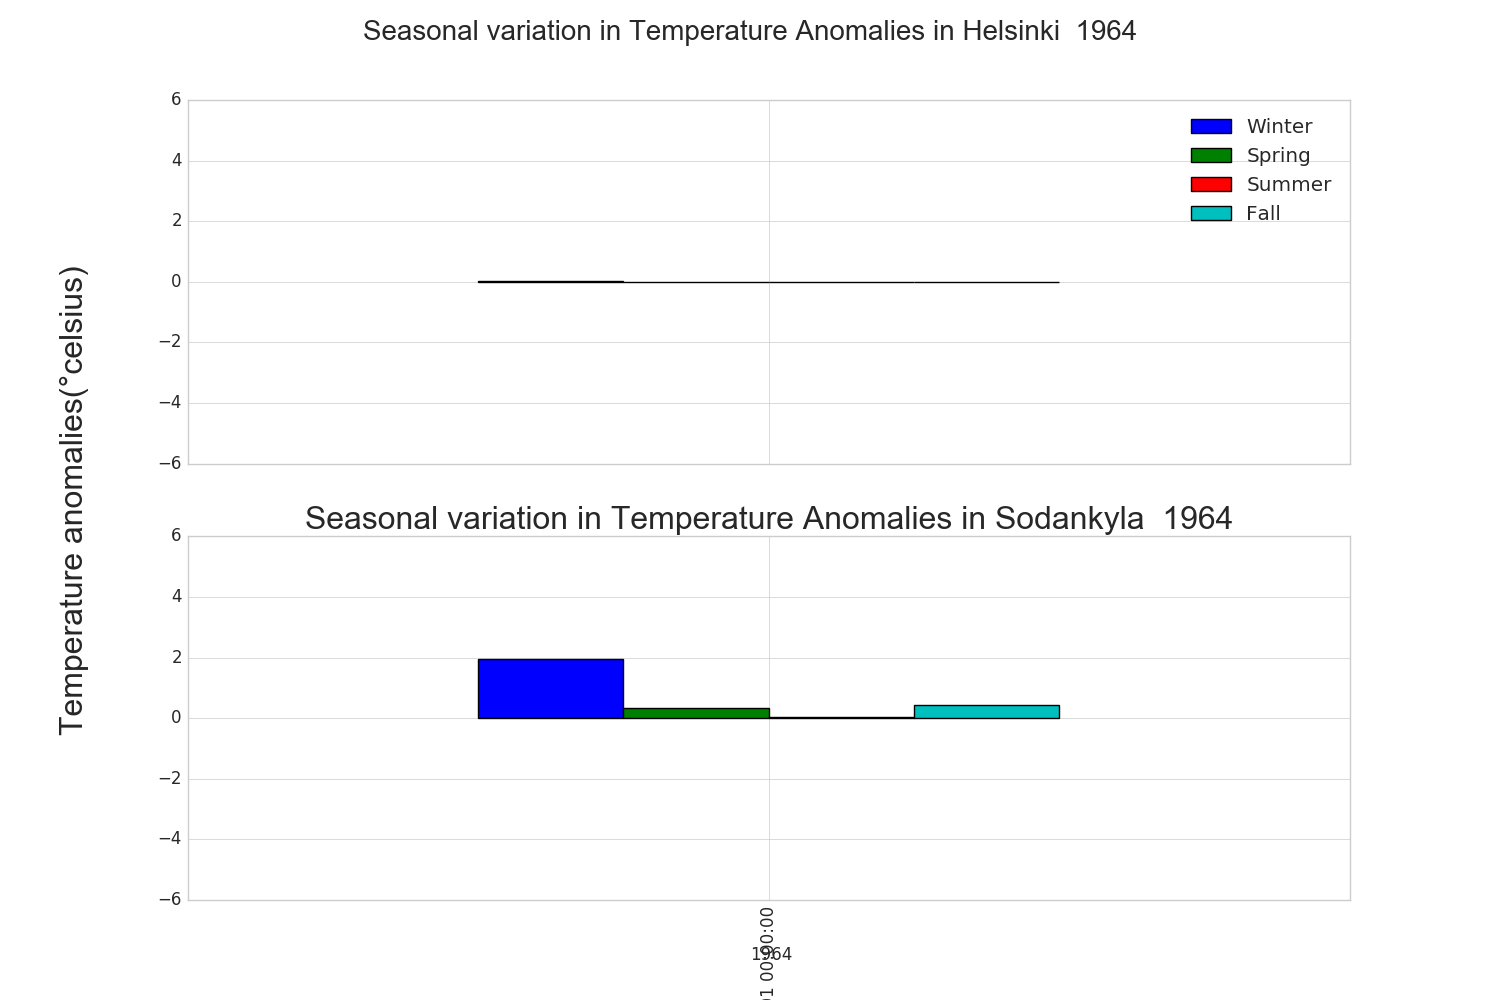 Seasonal variation in Temperature Anomalies in Helsinki  1964
6
4
2
0
−2
−4
−6
Winter
Spring
Summer
Fall
Temperature anomalies(°celsius)
Seasonal variation in Temperature Anomalies in Sodankyla  1964
6
4
2
0
−2
−4
−6
1964